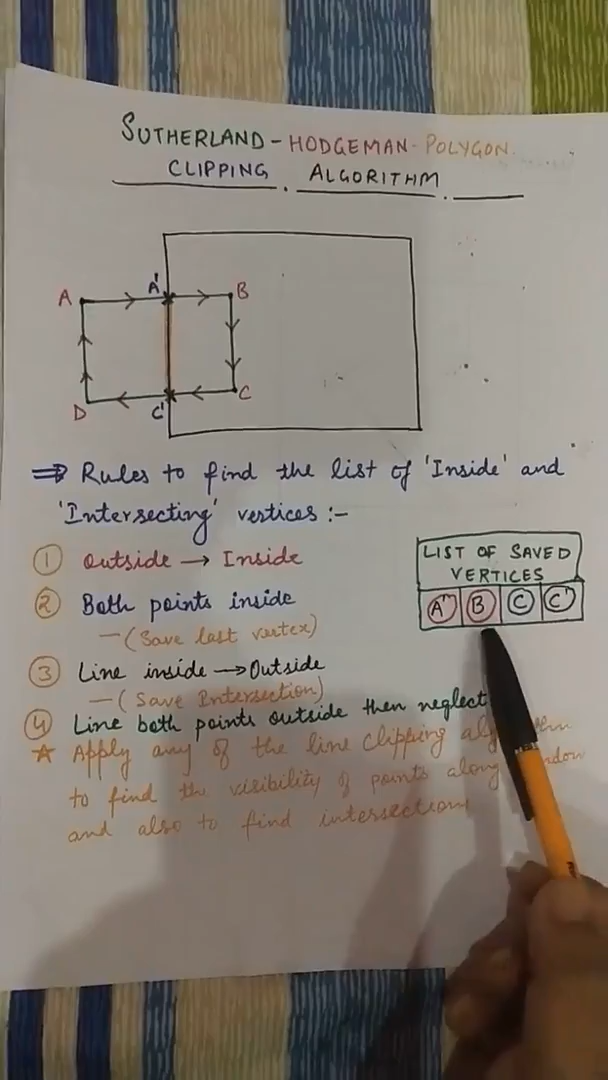 SUTHERLAND-HODGEMAN-POLYGON
CLIPPING ALGORITHM
A
A'
B
D
C'
C
⇒ Rules to find the list of 'Inside' and
'Intersecting' vertices :-
① Outside → Inside
② Both points inside
-(Save last vertex)
③ Line inside → Outside
-(Save Intersection)
④ Line both points outside then neglect
☆ Apply any of the line clipping
to find the visibility of points along
and also to find intersection
LIST OF SAVED
VERTICES
A' B C C'